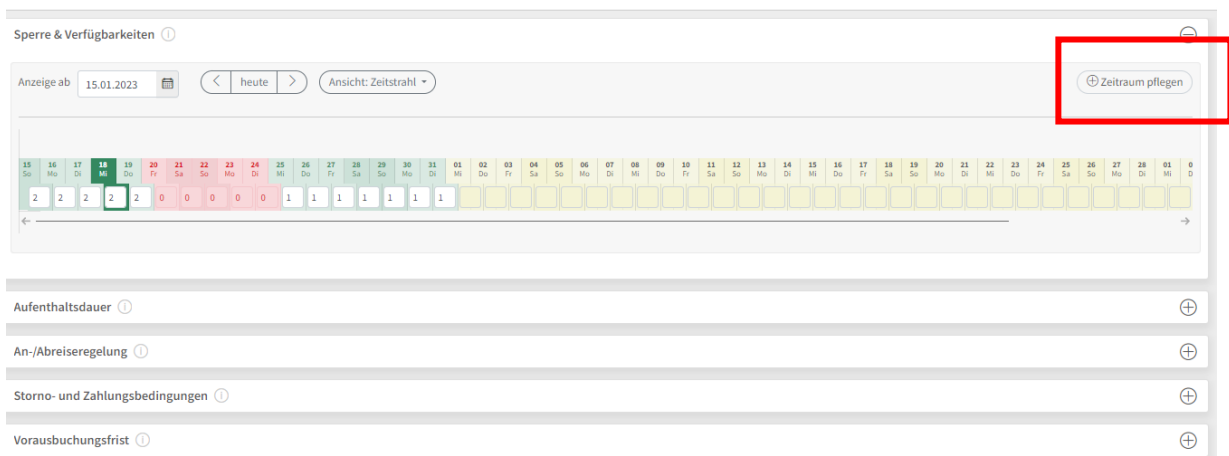 Sperre & Verfügbarkeiten
Anzeige ab 15.01.2023 heute Ansicht: Zeitstrahl Zeitraum pflegen
15 16 17 18 19 20 21 22 23 24 25 26 27 28 29 30 31 01 02 03 04 05 06 07 08 09 10 11 12 13 14 15 16 17 18 19 20 21 22 23 24 25 26 27 28 01 0
So Mo Di Mi Do Fr Sa So Mo Di Mi Do Fr Sa So Mo Di Mi Do Fr Sa So Mo Di Mi Do Fr Sa So Mo Di Mi Do Fr Sa So Mo Di Mi Do Fr Sa So Mo Di Mi D
2 2 2 2 2 0 0 0 0 0 1 1 1 1 1 1 1
Aufenthaltsdauer
An-/Abreiseregelung
Storno- und Zahlungsbedingungen
Vorausbuchungsfrist